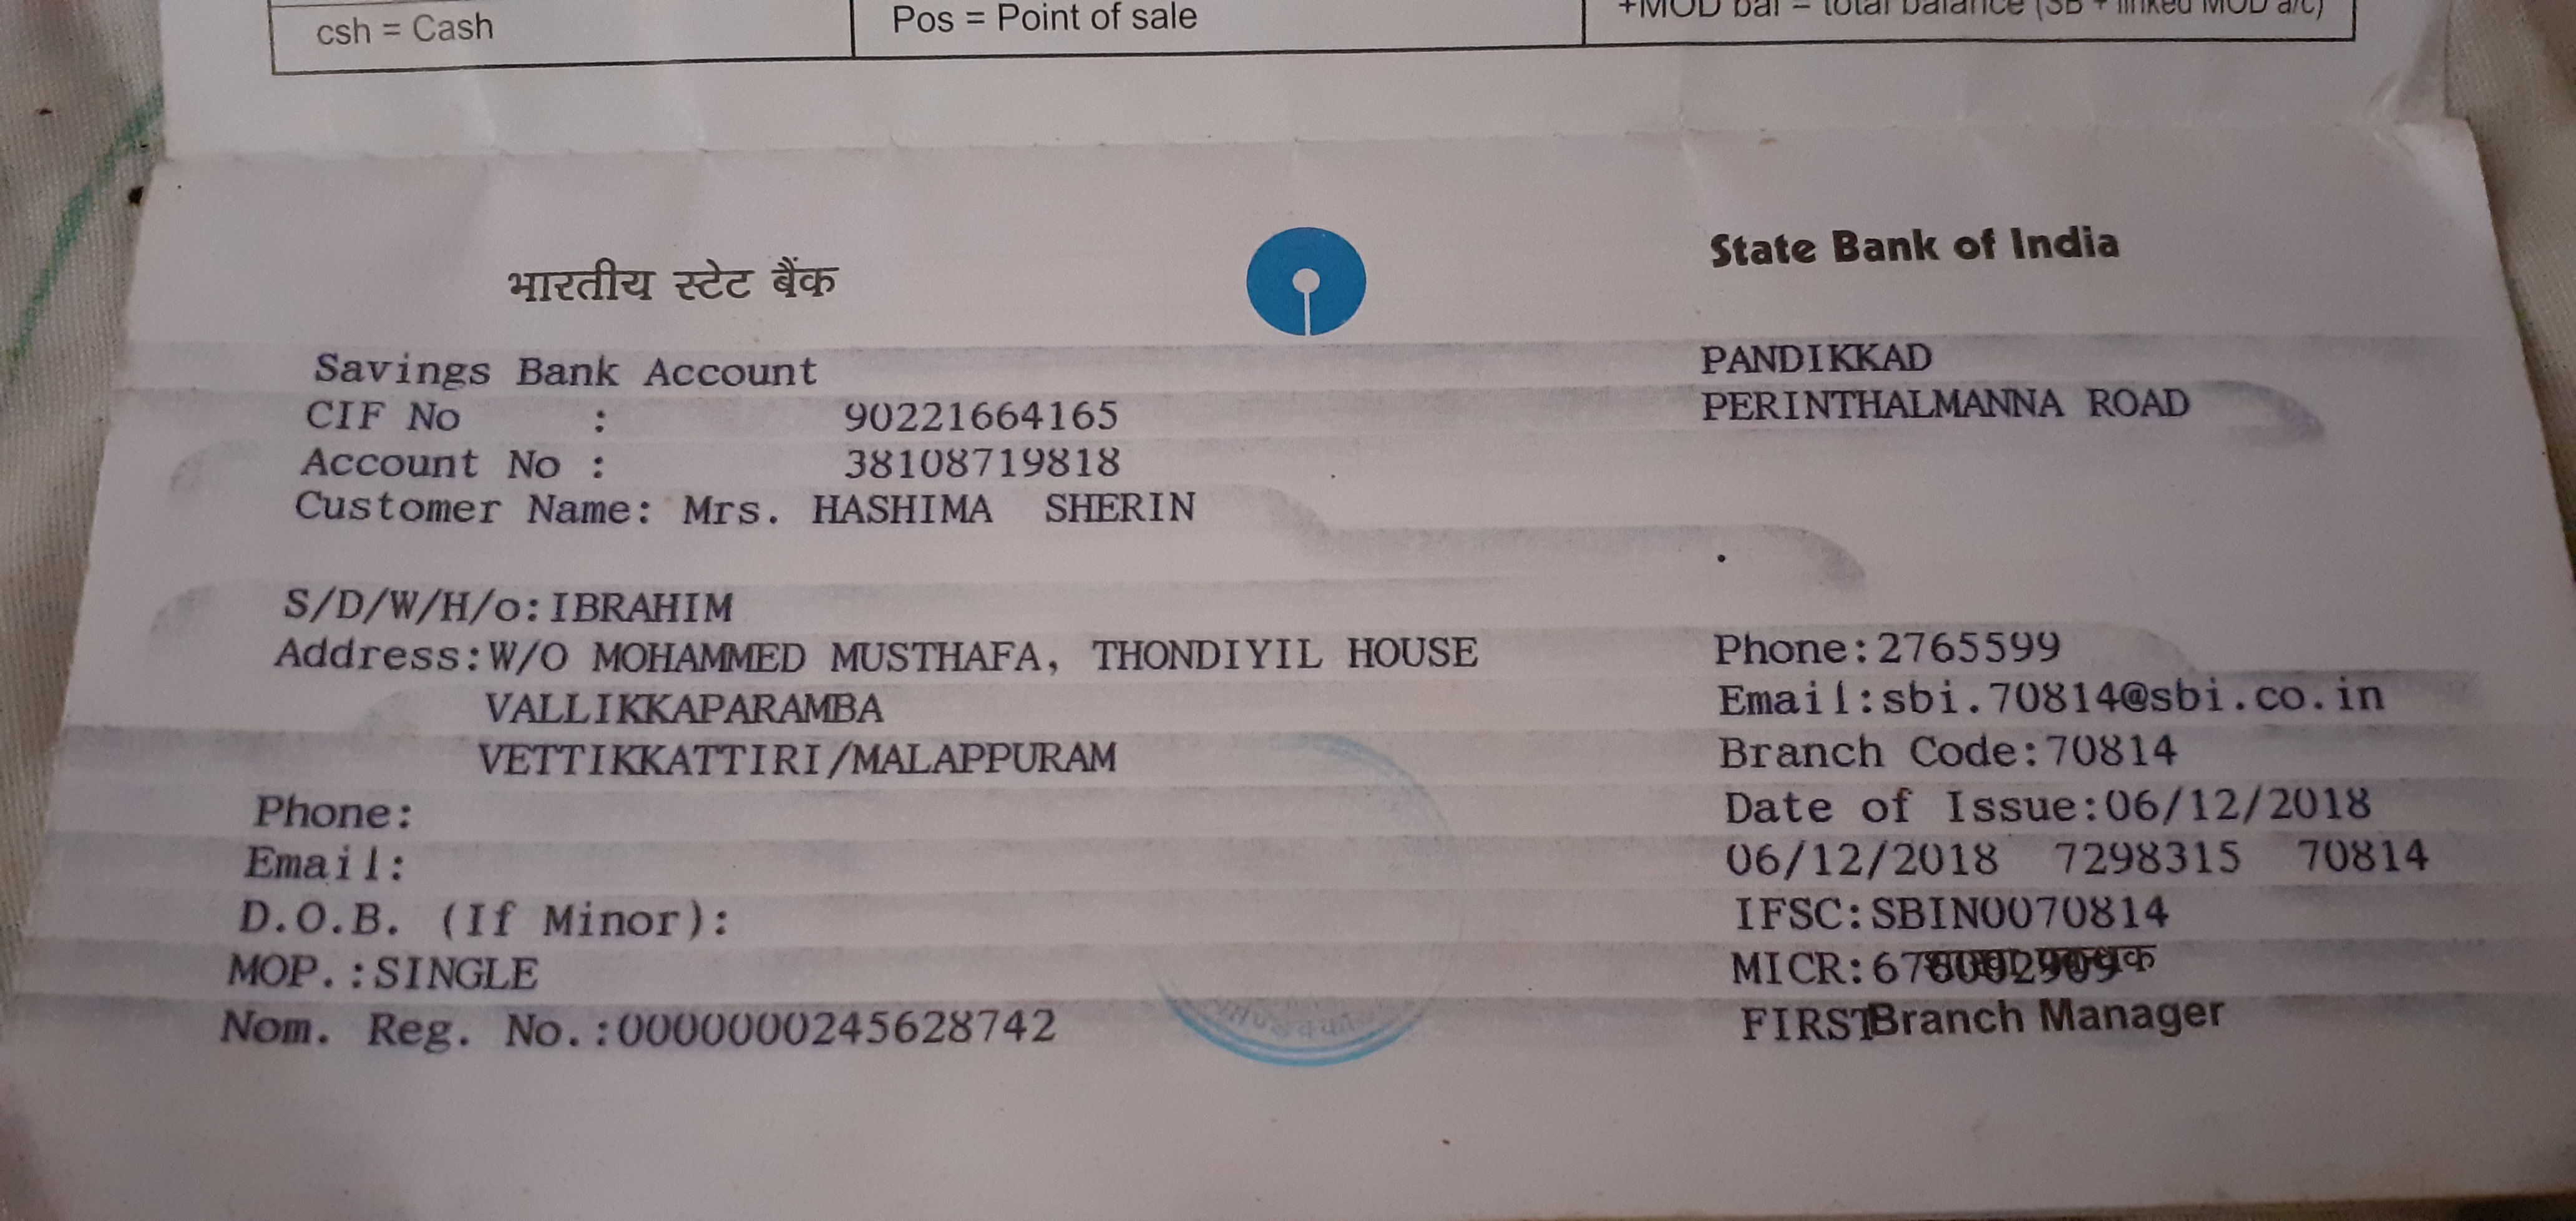 csh = Cash
Pos = Point of sale
+MOD bal = total balance (SB + linked MOD a/c)
भारतीय स्टेट बैंक
State Bank of India
Savings Bank Account
CIF No : 90221664165
Account No : 38108719818
Customer Name: Mrs. HASHIMA SHERIN
S/D/W/H/o:IBRAHIM
Address:W/O MOHAMMED MUSTHAFA, THONDIYIL HOUSE
VALLIKKAPARAMBA
VETTIKKATTIRI/MALAPPURAM
Phone:
Email:
D.O.B. (If Minor):
MOP.:SINGLE
Nom. Reg. No.:0000000245628742
PANDIKKAD
PERINTHALMANNA ROAD
Phone:2765599
Email:sbi.70814@sbi.co.in
Branch Code:70814
Date of Issue:06/12/2018
06/12/2018 7298315 70814
IFSC:SBIN0070814
MICR:
FIRST
Branch Manager